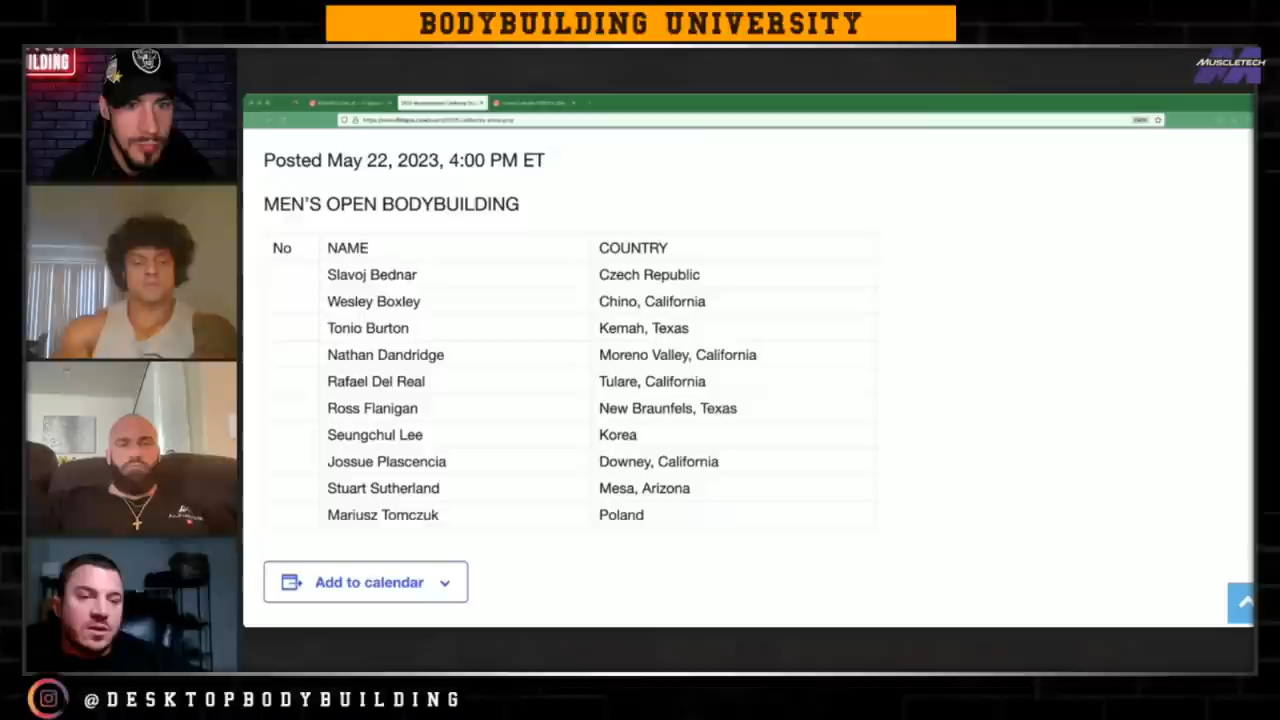 BODYBUILDING UNIVERSITY
ILDING
MUSCLETECH
Posted May 22, 2023, 4:00 PM ET
MEN'S OPEN BODYBUILDING
No NAME COUNTRY
Slavoj Bednar Czech Republic
Wesley Boxley Chino, California
Tonio Burton Kemah, Texas
Nathan Dandridge Moreno Valley, California
Rafael Del Real Tulare, California
Ross Flanigan New Braunfels, Texas
Seungchul Lee Korea
Jossue Plascencia Downey, California
Stuart Sutherland Mesa, Arizona
Mariusz Tomczuk Poland
Add to calendar
@DESKTOPBODYBUILDING